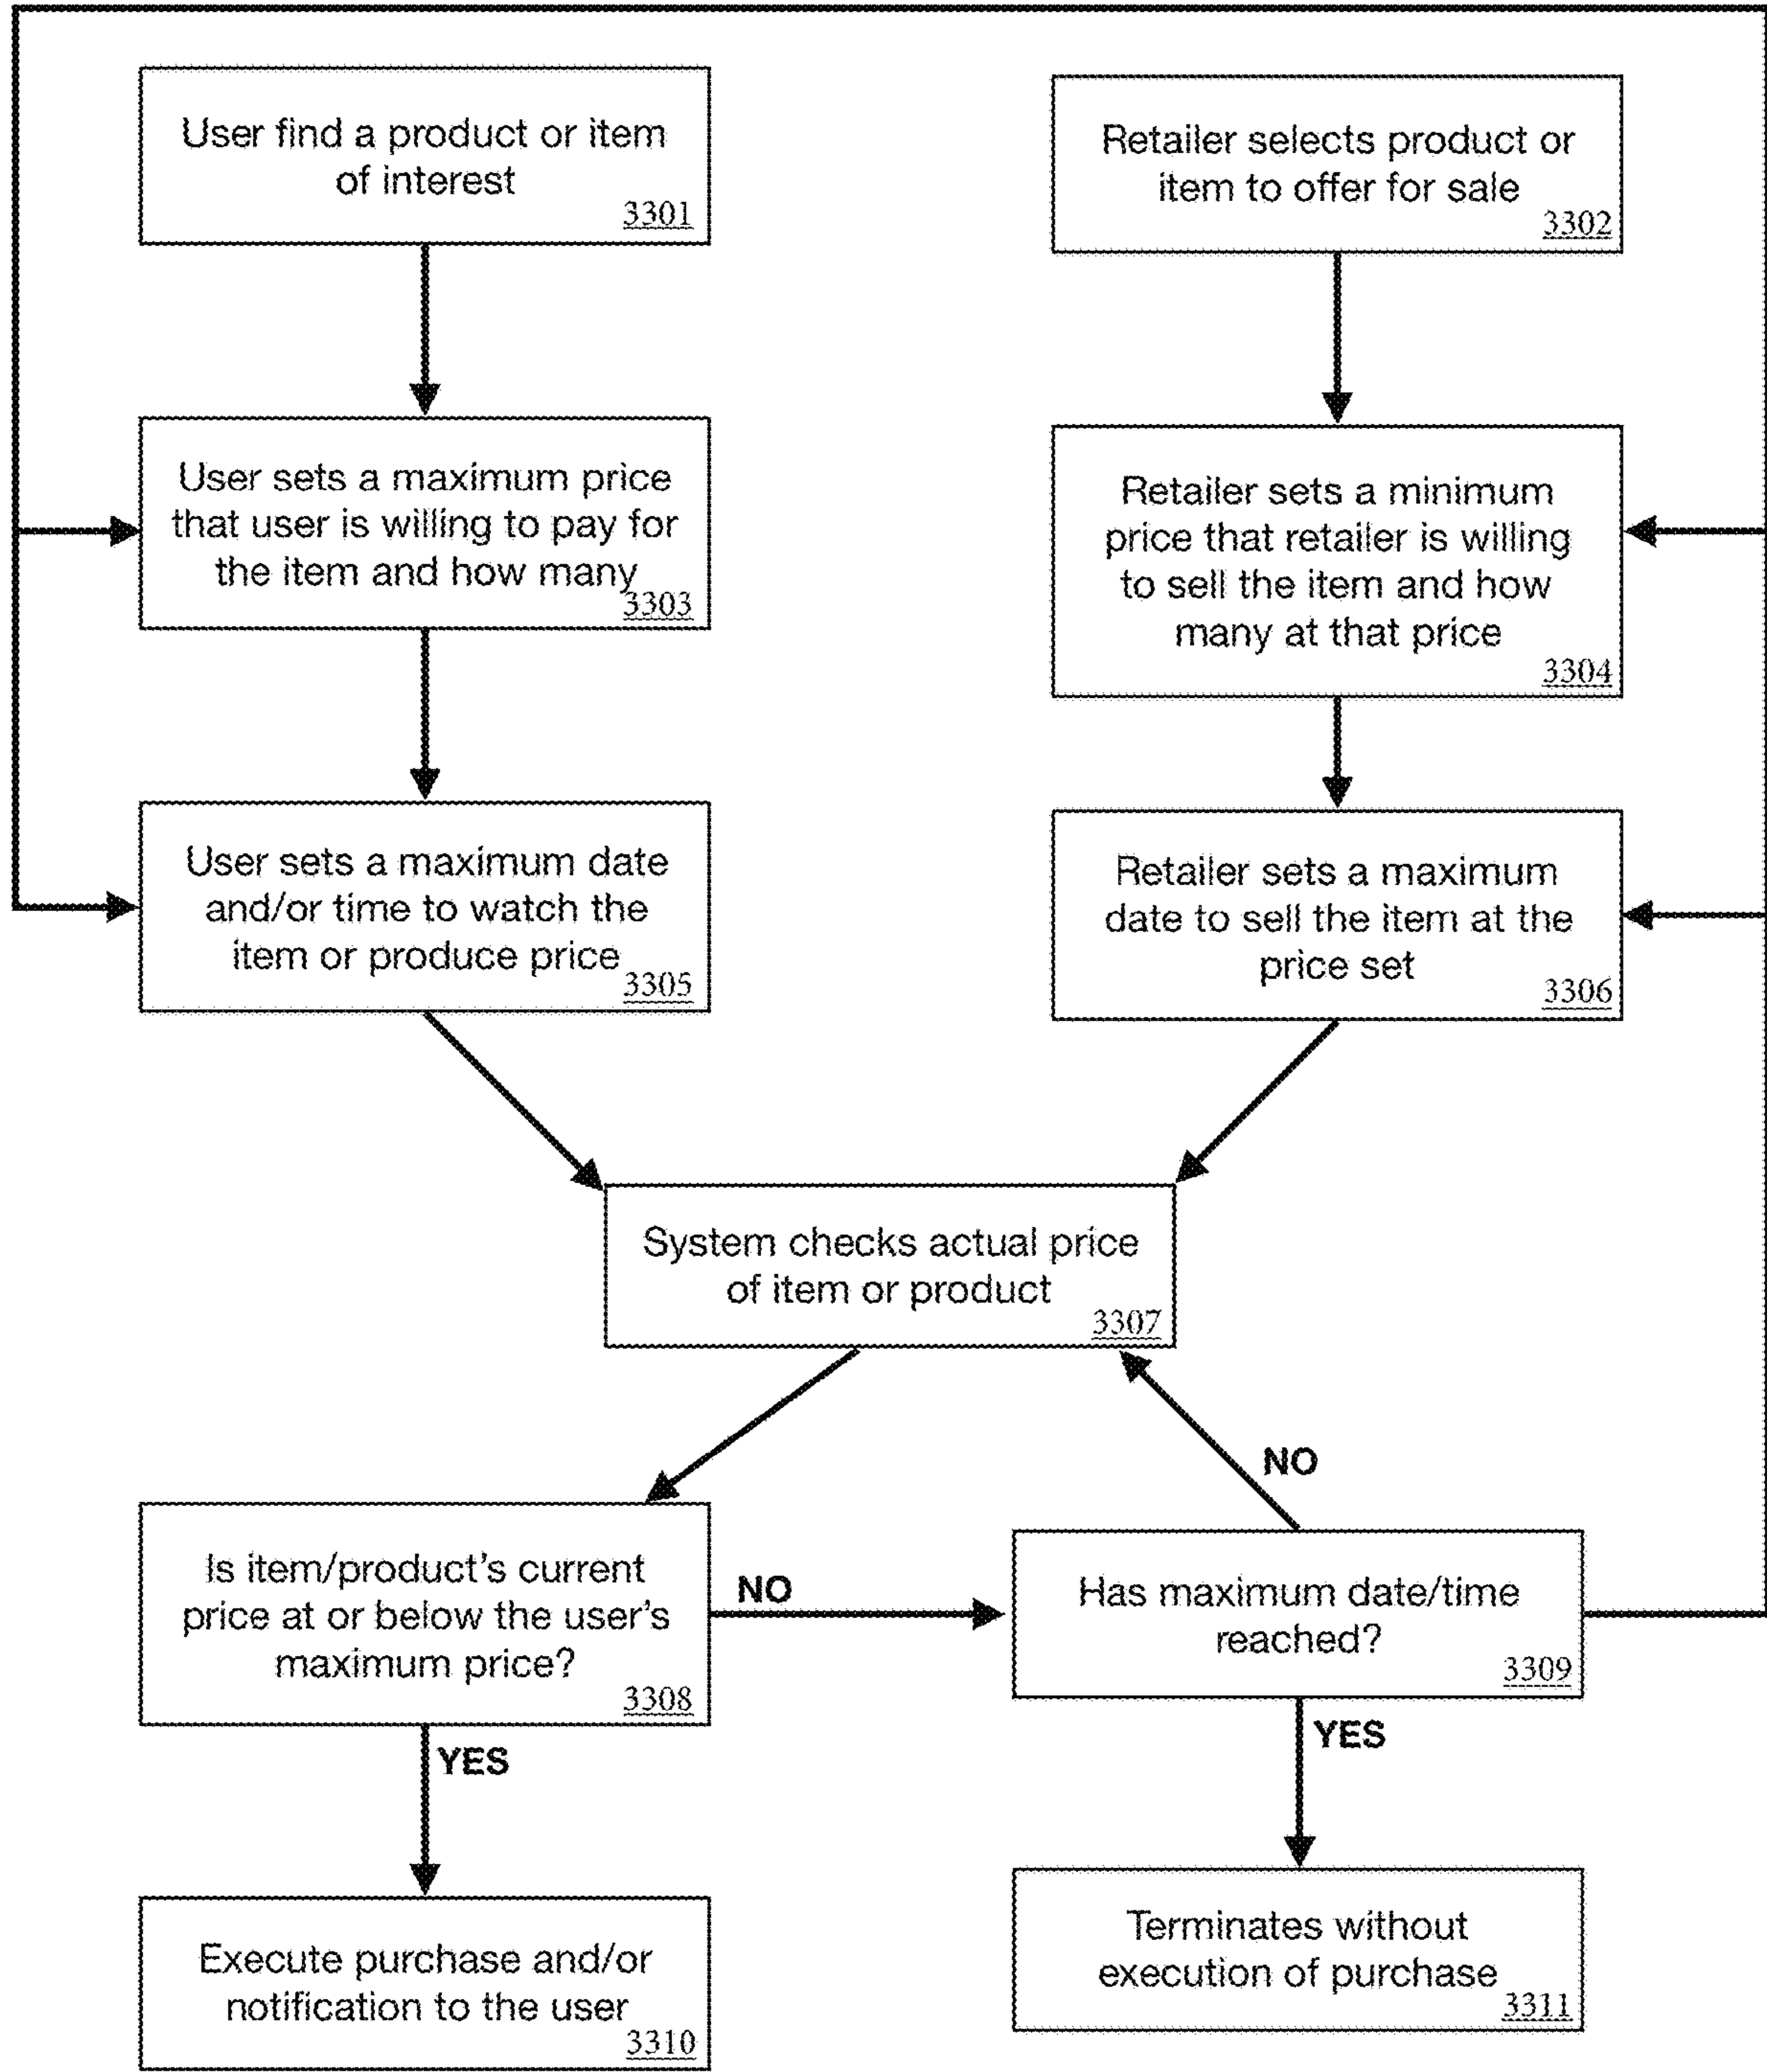 User find a product or item
of interest
3301
Retailer selects product or
item to offer for sale
3302
User sets a maximum price
that user is willing to pay for
the item and how many
3303
Retailer sets a minimum
price that retailer is willing
to sell the item and how
many at that price
3304
User sets a maximum date
and/or time to watch the
item or produce price
3305
Retailer sets a maximum
date to sell the item at the
price set
3306
System checks actual price
of item or product
3307
NO
Is item/product's current
price at or below the user's
maximum price?
3308
NO
Has maximum date/time
reached?
3309
YES
YES
Execute purchase and/or
notification to the user
3310
Terminates without
execution of purchase
3311